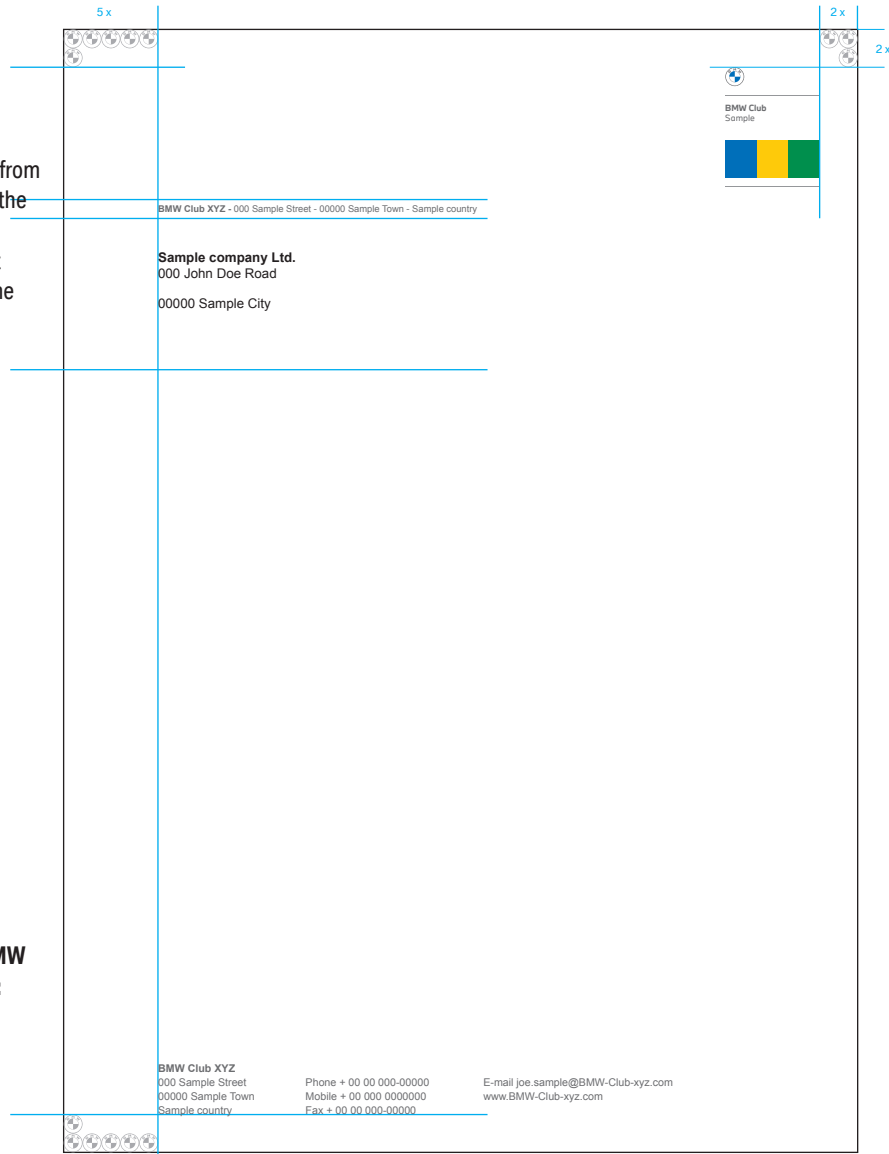 5 x
2 x
2 x
BMW Club
Sample
from
the
BMW Club XYZ - 000 Sample Street - 00000 Sample Town - Sample country
Sample company Ltd.
000 John Doe Road
00000 Sample City
BMW Club XYZ
000 Sample Street
00000 Sample Town
Sample country
Phone + 00 00 000-00000
Mobile + 00 000 0000000
Fax + 00 00 000-00000
E-mail joe.sample@BMW-Club-xyz.com
www.BMW-Club-xyz.com